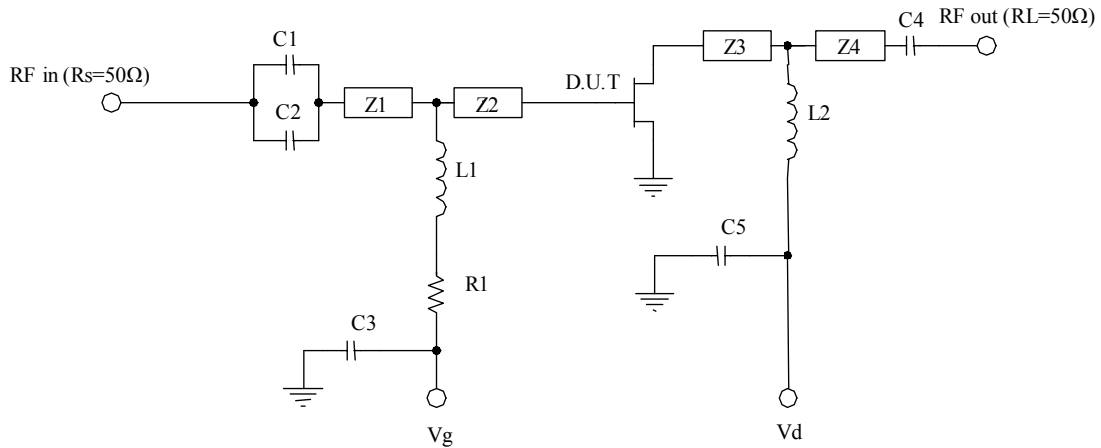 C1
C4
RF out (RL=50Ω)
RF in (Rs=50Ω)
Z3
Z4
D.U.T
C2
Z1
Z2
L2
L1
C5
R1
C3
Vg
Vd